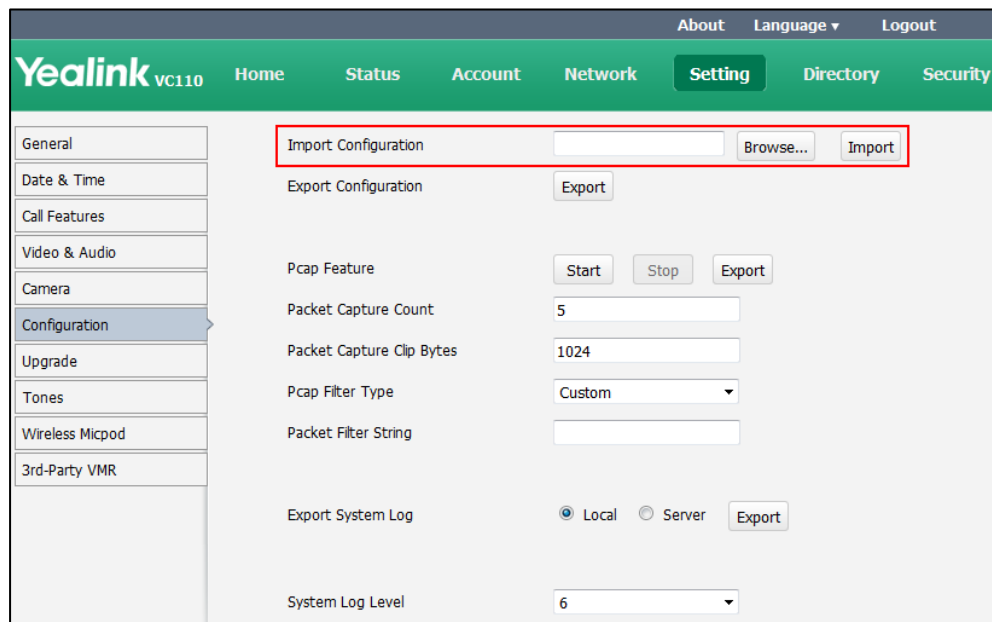 About Language ▾ Logout
Yealink VC110 Home Status Account Network Setting Directory Security
General
Date & Time
Call Features
Video & Audio
Camera
Configuration
Upgrade
Tones
Wireless Micpod
3rd-Party VMR
Import Configuration Browse... Import
Export Configuration Export
Pcap Feature Start Stop Export
Packet Capture Count 5
Packet Capture Clip Bytes 1024
Pcap Filter Type Custom
Packet Filter String
Export System Log Local Server Export
System Log Level 6